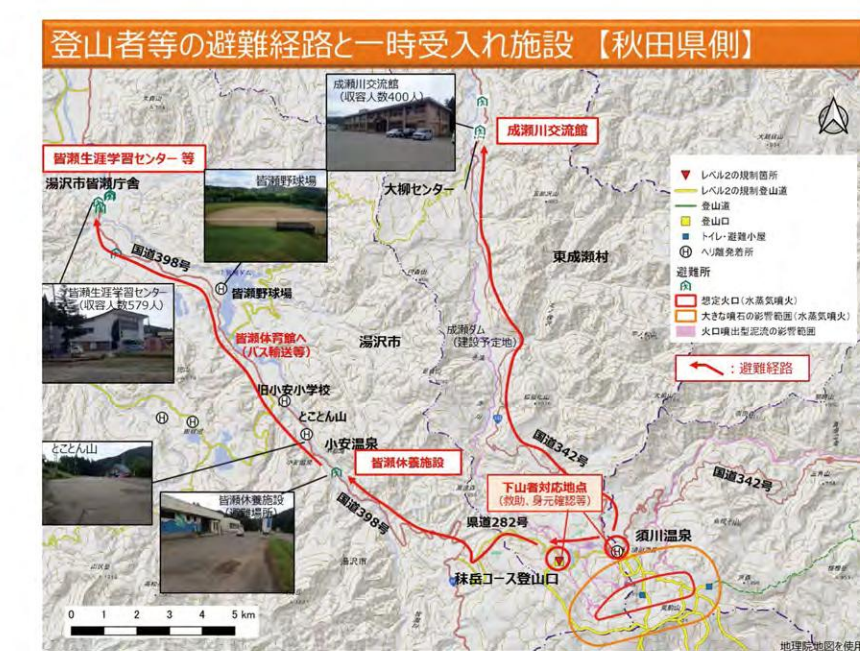 登山者等の避難経路と一時受入れ施設 【秋田県側】
成瀬川交流館
(収容人数400人)
成瀬川交流館
皆瀬生涯学習センター 等
湯沢市皆瀬庁舎
皆瀬野球場
大柳センター
レベル2の規制箇所
レベル2の規制登山道
登山道
登山口
トイレ・避難小屋
H
ヘリ離発着所
避難所
想定火口(水蒸気噴火)
大きな噴石の影響範囲(水蒸気噴火)
火口噴出型泥流の影響範囲
:避難経路
国道398号
東成瀬村
皆瀬生涯学習センター
(収容人数579人)
H
皆瀬野球場
皆瀬体育館へ
(バス輸送等)
湯沢市
成瀬ダム
(建設予定地)
旧小安小学校
H
とことん山
H
H
H
小安温泉
とことん山
皆瀬休養施設
国道342号
国道342号
下山者対応地点
(救助、身元確認等)
皆瀬休養施設
(避難場所)
国道398号
県道282号
須川温泉
H
湯沢市
秣岳コース登山口
0 1 2 3 4 5 km
地理院地図を使用